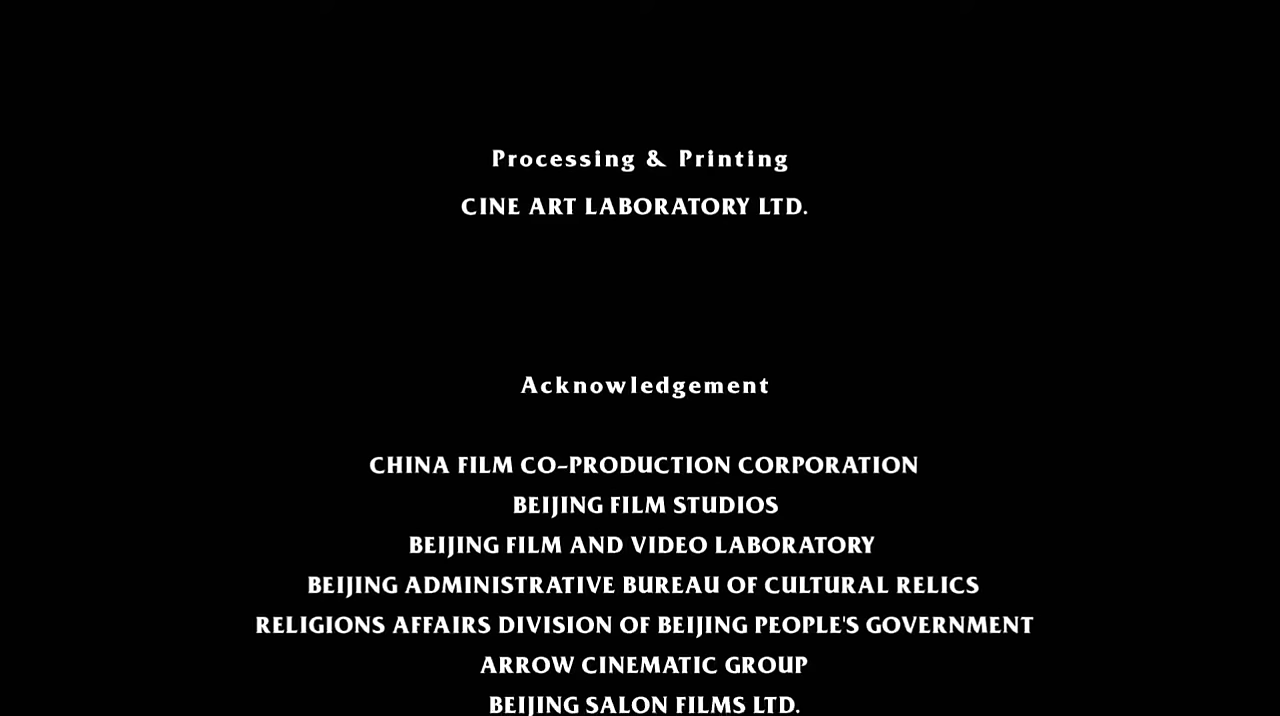 Processing & Printing
CINE ART LABORATORY LTD.
Acknowledgement
CHINA FILM CO-PRODUCTION CORPORATION
BEIJING FILM STUDIOS
BEIJING FILM AND VIDEO LABORATORY
BEIJING ADMINISTRATIVE BUREAU OF CULTURAL RELICS
RELIGIONS AFFAIRS DIVISION OF BEIJING PEOPLE'S GOVERNMENT
ARROW CINEMATIC GROUP
BEIJING SALON FILMS LTD.